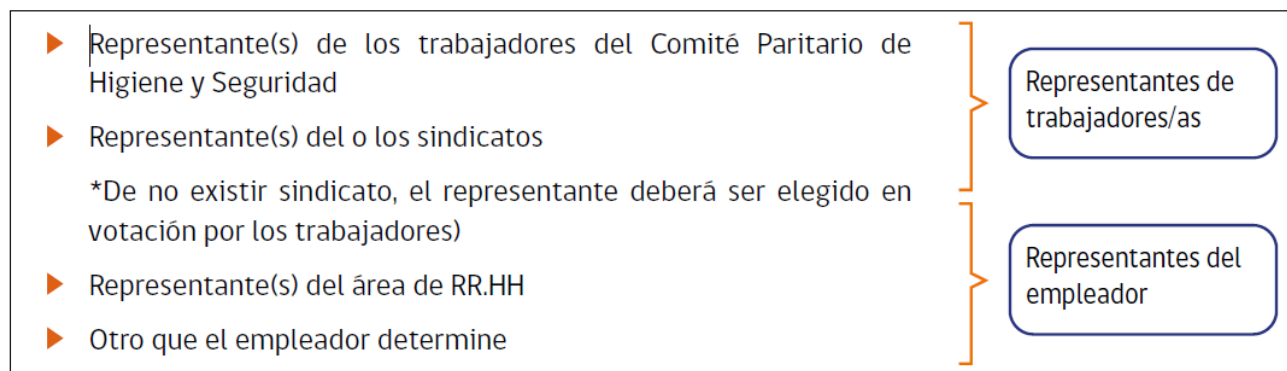 Representante(s) de los trabajadores del Comité Paritario de
Higiene y Seguridad
Representante(s) del o los sindicatos
*De no existir sindicato, el representante deberá ser elegido en
votación por los trabajadores)
Representante(s) del área de RR.HH
Otro que el empleador determine
Representantes de
trabajadores/as
Representantes del
empleador